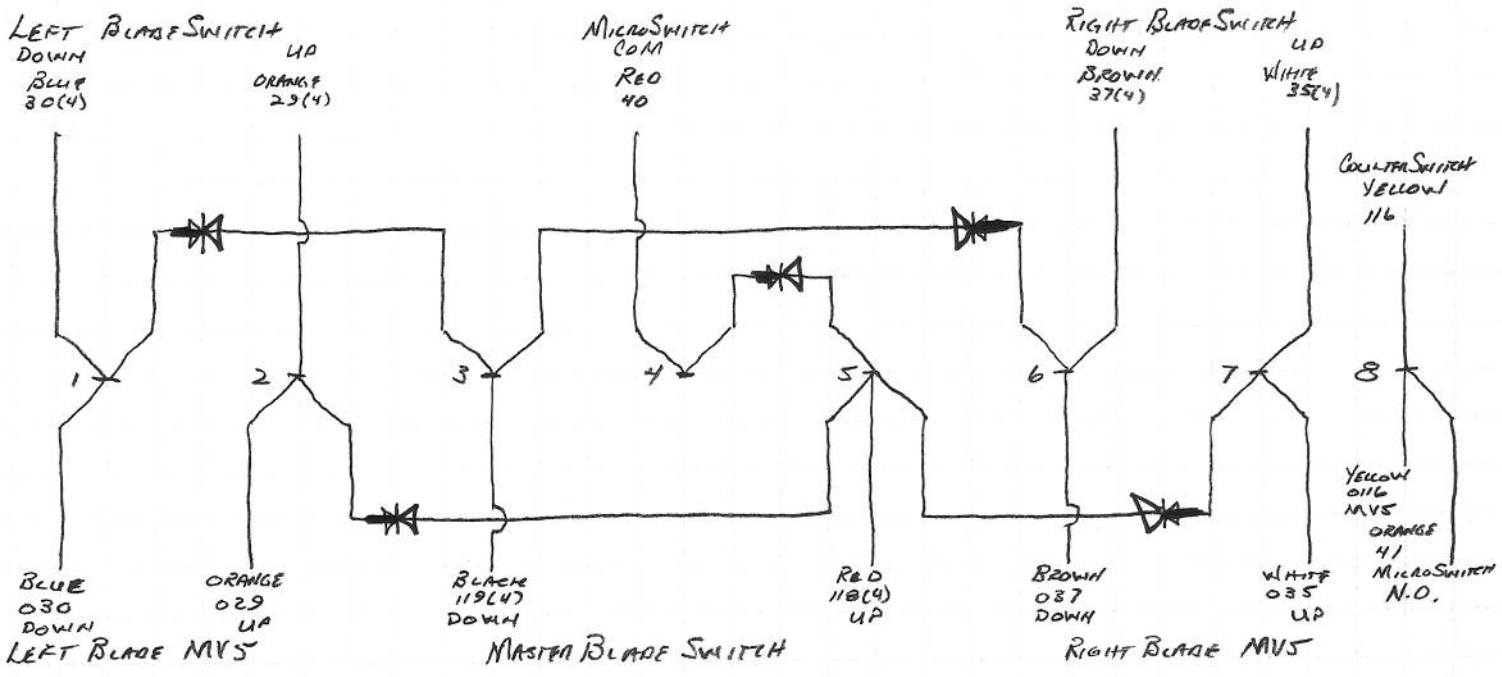 LEFT BLADE SWITCH
DOWN
BLUE
30(4)
UP
ORANGE
29(4)
MICROSWITCH
COM
RED
40
RIGHT BLADE SWITCH
DOWN
BROWN
37(4)
UP
WHITE
35(4)
COUNTER SWITCH
YELLOW
116
1
2
3
4
5
6
7
8
BLUE
030
DOWN
ORANGE
029
UP
LEFT BLADE MV5
BLACK
119(4)
DOWN
RED
118(4)
UP
MASTER BLADE SWITCH
BROWN
037
DOWN
WHITE
035
UP
RIGHT BLADE MV5
YELLOW
0116
MV5
ORANGE
41
MICROSWITCH
N.O.